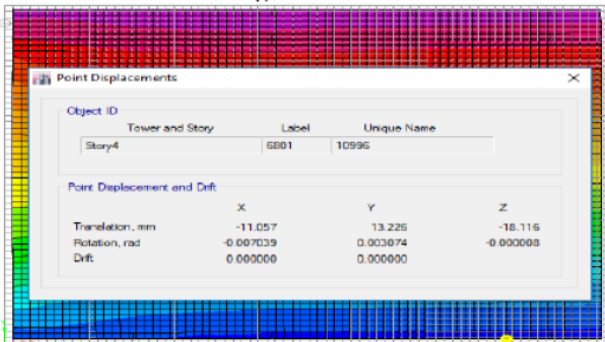 Point Displacements
Object ID
Tower and Story Label Unique Name
Story4 6801 10996
Point Displacement and Drift
X Y Z
Translation, mm -11.057 13.226 -18.116
Rotation, rad -0.007039 0.003074 -0.000008
Drift 0.000000 0.000000